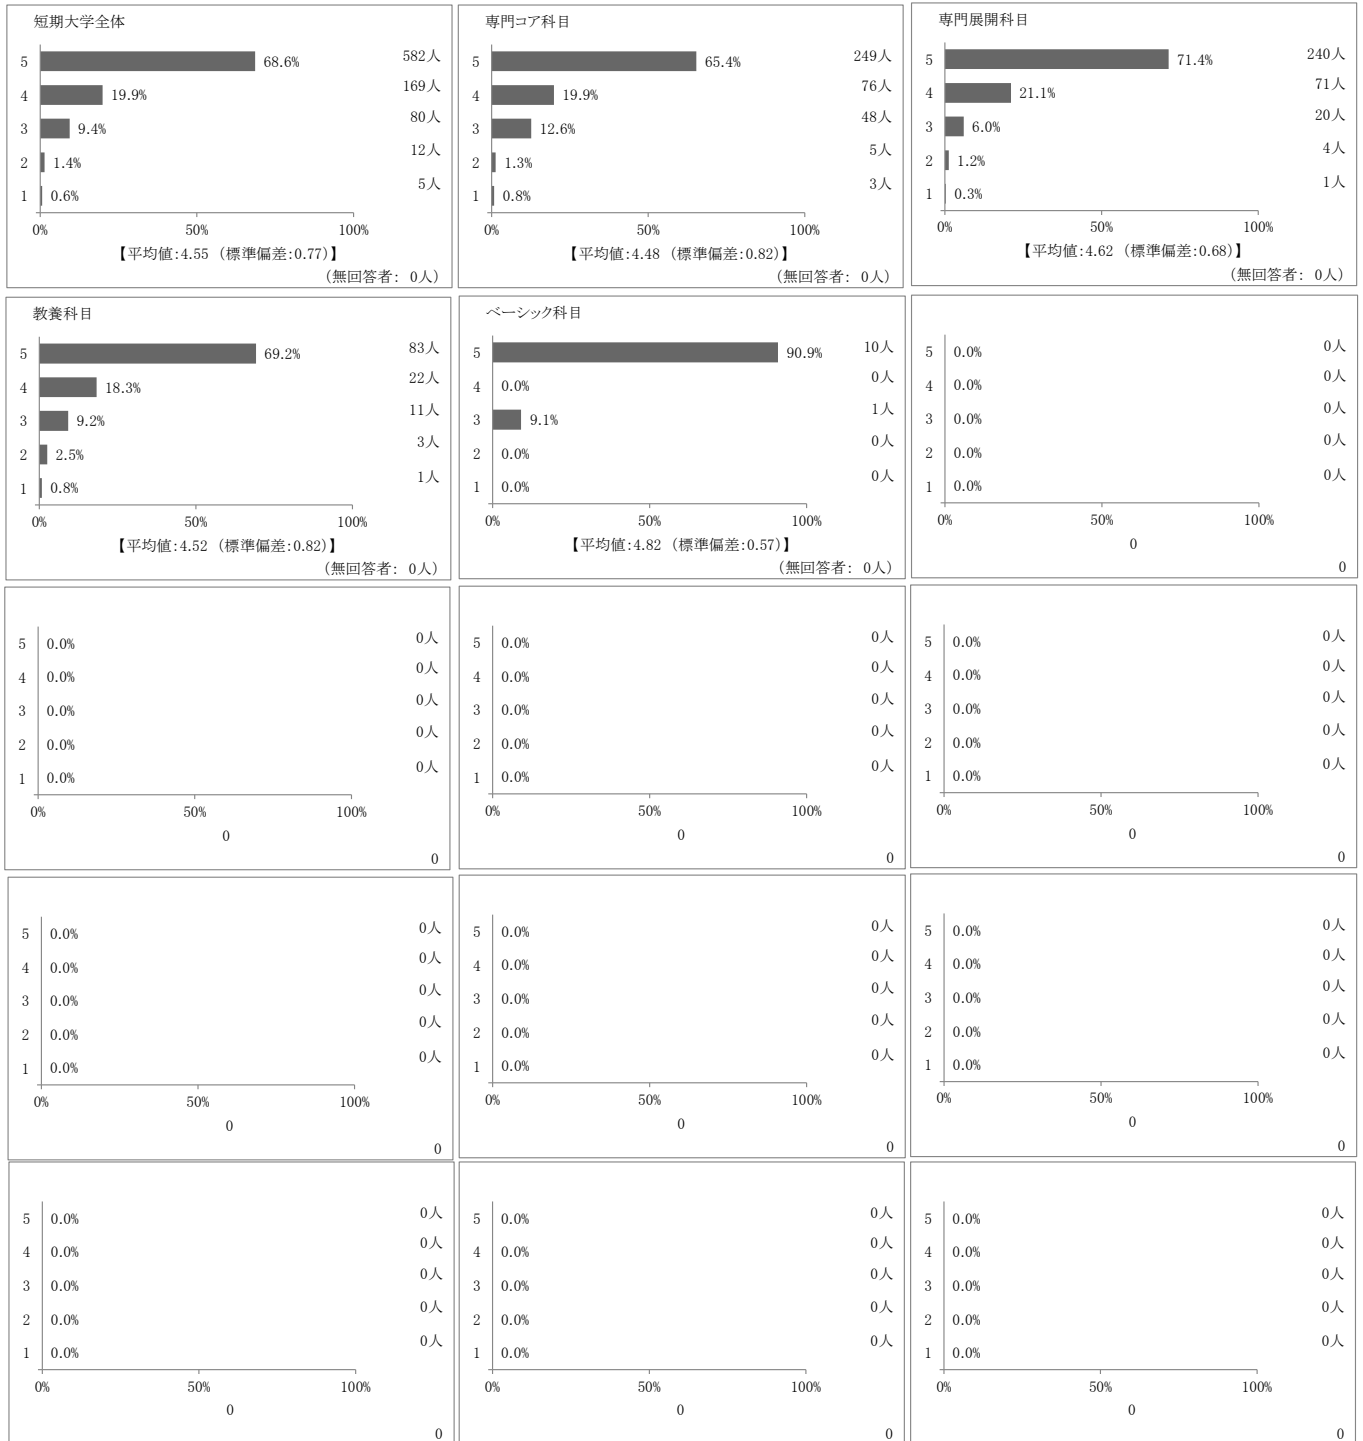 短期大学全体
5 68.6% 582人
4 19.9% 169人
3 9.4% 80人
2 1.4% 12人
1 0.6% 5人
0% 50% 100%
【平均値:4.55 (標準偏差:0.77)】
(無回答者: 0人)
専門コア科目
5 65.4% 249人
4 19.9% 76人
3 12.6% 48人
2 1.3% 5人
1 0.8% 3人
0% 50% 100%
【平均値:4.48 (標準偏差:0.82)】
(無回答者: 0人)
専門展開科目
5 71.4% 240人
4 21.1% 71人
3 6.0% 20人
2 1.2% 4人
1 0.3% 1人
0% 50% 100%
【平均値:4.62 (標準偏差:0.68)】
(無回答者: 0人)
教養科目
5 69.2% 83人
4 18.3% 22人
3 9.2% 11人
2 2.5% 3人
1 0.8% 1人
0% 50% 100%
【平均値:4.52 (標準偏差:0.82)】
(無回答者: 0人)
ベーシック科目
5 90.9% 10人
4 0.0% 0人
3 9.1% 1人
2 0.0% 0人
1 0.0% 0人
0% 50% 100%
【平均値:4.82 (標準偏差:0.57)】
(無回答者: 0人)
5 0.0% 0人
4 0.0% 0人
3 0.0% 0人
2 0.0% 0人
1 0.0% 0人
0% 50% 100%
0
0
5 0.0% 0人
4 0.0% 0人
3 0.0% 0人
2 0.0% 0人
1 0.0% 0人
0% 50% 100%
0
0
5 0.0% 0人
4 0.0% 0人
3 0.0% 0人
2 0.0% 0人
1 0.0% 0人
0% 50% 100%
0
0
5 0.0% 0人
4 0.0% 0人
3 0.0% 0人
2 0.0% 0人
1 0.0% 0人
0% 50% 100%
0
0
5 0.0% 0人
4 0.0% 0人
3 0.0% 0人
2 0.0% 0人
1 0.0% 0人
0% 50% 100%
0
0
5 0.0% 0人
4 0.0% 0人
3 0.0% 0人
2 0.0% 0人
1 0.0% 0人
0% 50% 100%
0
0
5 0.0% 0人
4 0.0% 0人
3 0.0% 0人
2 0.0% 0人
1 0.0% 0人
0% 50% 100%
0
0
5 0.0% 0人
4 0.0% 0人
3 0.0% 0人
2 0.0% 0人
1 0.0% 0人
0% 50% 100%
0
0
5 0.0% 0人
4 0.0% 0人
3 0.0% 0人
2 0.0% 0人
1 0.0% 0人
0% 50% 100%
0
0
5 0.0% 0人
4 0.0% 0人
3 0.0% 0人
2 0.0% 0人
1 0.0% 0人
0% 50% 100%
0
0